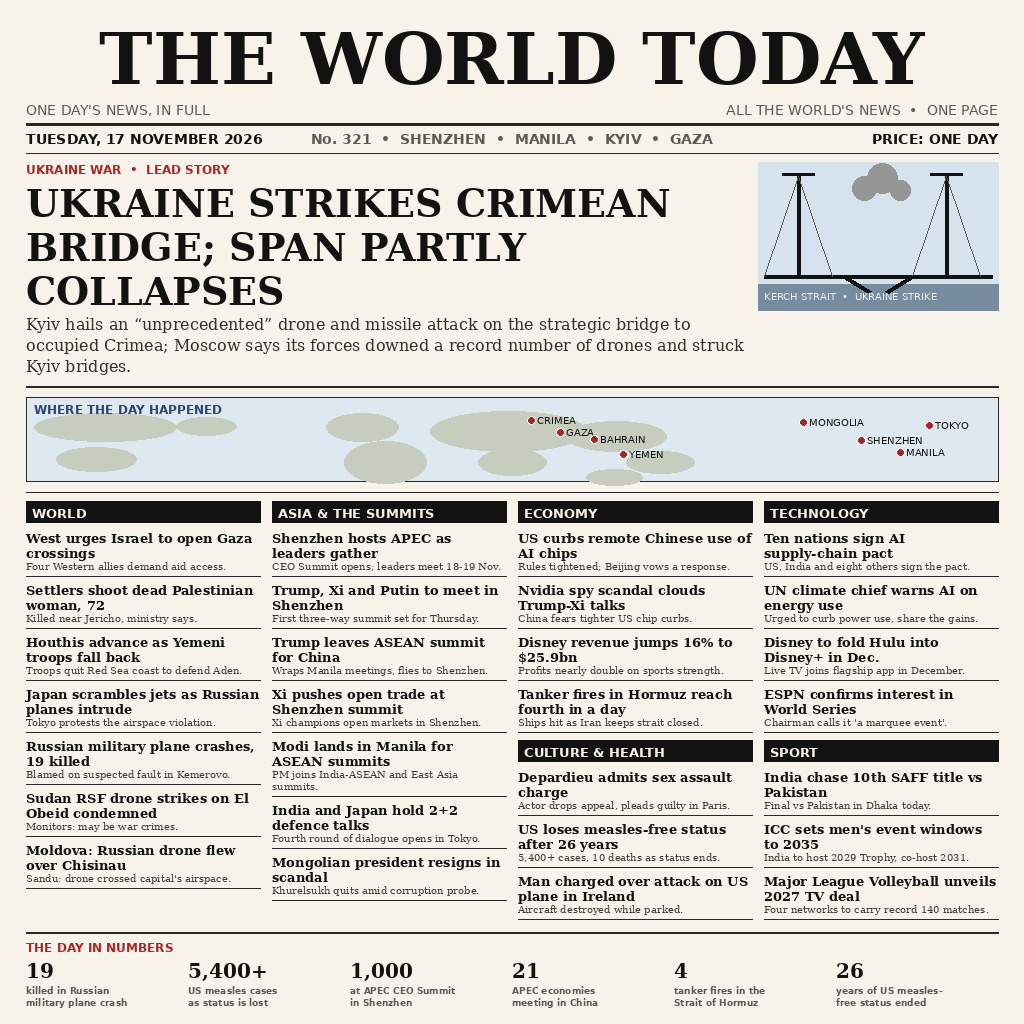 THE WORLD TODAY
ONE DAY'S NEWS, IN FULL
ALL THE WORLD'S NEWS • ONE PAGE
TUESDAY, 17 NOVEMBER 2026
No. 321 • SHENZHEN • MANILA • KYIV • GAZA
PRICE: ONE DAY
UKRAINE WAR • LEAD STORY
UKRAINE STRIKES CRIMEAN
BRIDGE; SPAN PARTLY
COLLAPSES
Kyiv hails an “unprecedented” drone and missile attack on the strategic bridge to
occupied Crimea; Moscow says its forces downed a record number of drones and struck
Kyiv bridges.
KERCH STRAIT • UKRAINE STRIKE
WHERE THE DAY HAPPENED
CRIMEA
GAZA
BAHRAIN
YEMEN
MONGOLIA
SHENZHEN
MANILA
TOKYO
WORLD
West urges Israel to open Gaza
crossings
Four Western allies demand aid access.
Settlers shoot dead Palestinian
woman, 72
Killed near Jericho, ministry says.
Houthis advance as Yemeni
troops fall back
Troops quit Red Sea coast to defend Aden.
Japan scrambles jets as Russian
planes intrude
Tokyo protests the airspace violation.
Russian military plane crashes,
19 killed
Blamed on suspected fault in Kemerovo.
Sudan RSF drone strikes on El
Obeid condemned
Monitors: may be war crimes.
Moldova: Russian drone flew
over Chisinau
Sandu: drone crossed capital's airspace.
ASIA & THE SUMMITS
Shenzhen hosts APEC as
leaders gather
CEO Summit opens; leaders meet 18-19 Nov.
Trump, Xi and Putin to meet in
Shenzhen
First three-way summit set for Thursday.
Trump leaves ASEAN summit
for China
Wraps Manila meetings, flies to Shenzhen.
Xi pushes open trade at
Shenzhen summit
Xi champions open markets in Shenzhen.
Modi lands in Manila for
ASEAN summits
PM joins India-ASEAN and East Asia
summits.
India and Japan hold 2+2
defence talks
Fourth round of dialogue opens in Tokyo.
Mongolian president resigns in
scandal
Khurelsukh quits amid corruption probe.
ECONOMY
US curbs remote Chinese use of
AI chips
Rules tightened; Beijing vows a response.
Nvidia spy scandal clouds
Trump-Xi talks
China fears tighter US chip curbs.
Disney revenue jumps 16% to
$25.9bn
Profits nearly double on sports strength.
Tanker fires in Hormuz reach
fourth in a day
Ships hit as Iran keeps strait closed.
CULTURE & HEALTH
Depardieu admits sex assault
charge
Actor drops appeal, pleads guilty in Paris.
US loses measles-free status
after 26 years
5,400+ cases, 10 deaths as status ends.
Man charged over attack on US
plane in Ireland
Aircraft destroyed while parked.
TECHNOLOGY
Ten nations sign AI
supply-chain pact
US, India and eight others sign the pact.
UN climate chief warns AI on
energy use
Urged to curb power use, share the gains.
Disney to fold Hulu into
Disney+ in Dec.
Live TV joins flagship app in December.
ESPN confirms interest in
World Series
Chairman calls it 'a marquee event'.
SPORT
India chase 10th SAFF title vs
Pakistan
Final vs Pakistan in Dhaka today.
ICC sets men's event windows
to 2035
India to host 2029 Trophy, co-host 2031.
Major League Volleyball unveils
2027 TV deal
Four networks to carry record 140 matches.
THE DAY IN NUMBERS
19
killed in Russian
military plane crash
5,400+
US measles cases
as status is lost
1,000
at APEC CEO Summit
in Shenzhen
21
APEC economies
meeting in China
4
tanker fires in the
Strait of Hormuz
26
years of US measles-
free status ended